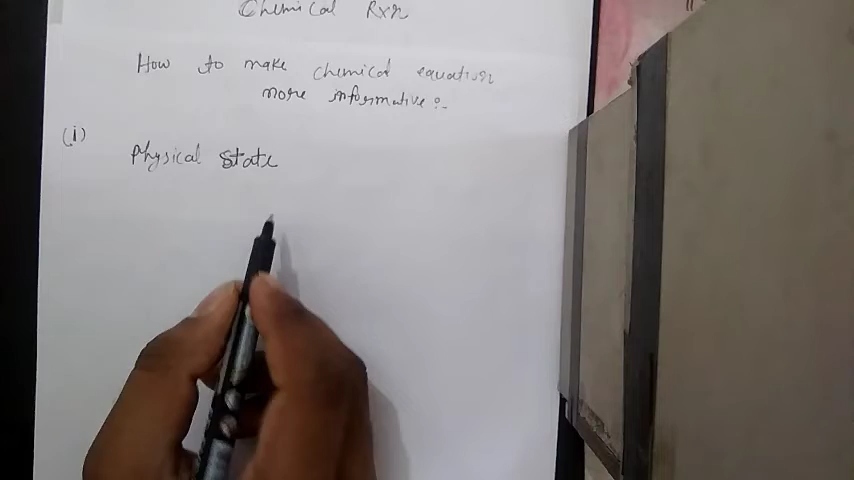 Chemical Rxn
How to make chemical equation
more informative :-
(i)
Physical State